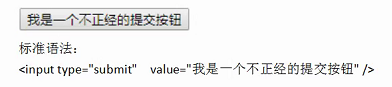 我是一个不正经的提交按钮
标准语法：
<input type="submit"    value="我是一个不正经的提交按钮" />